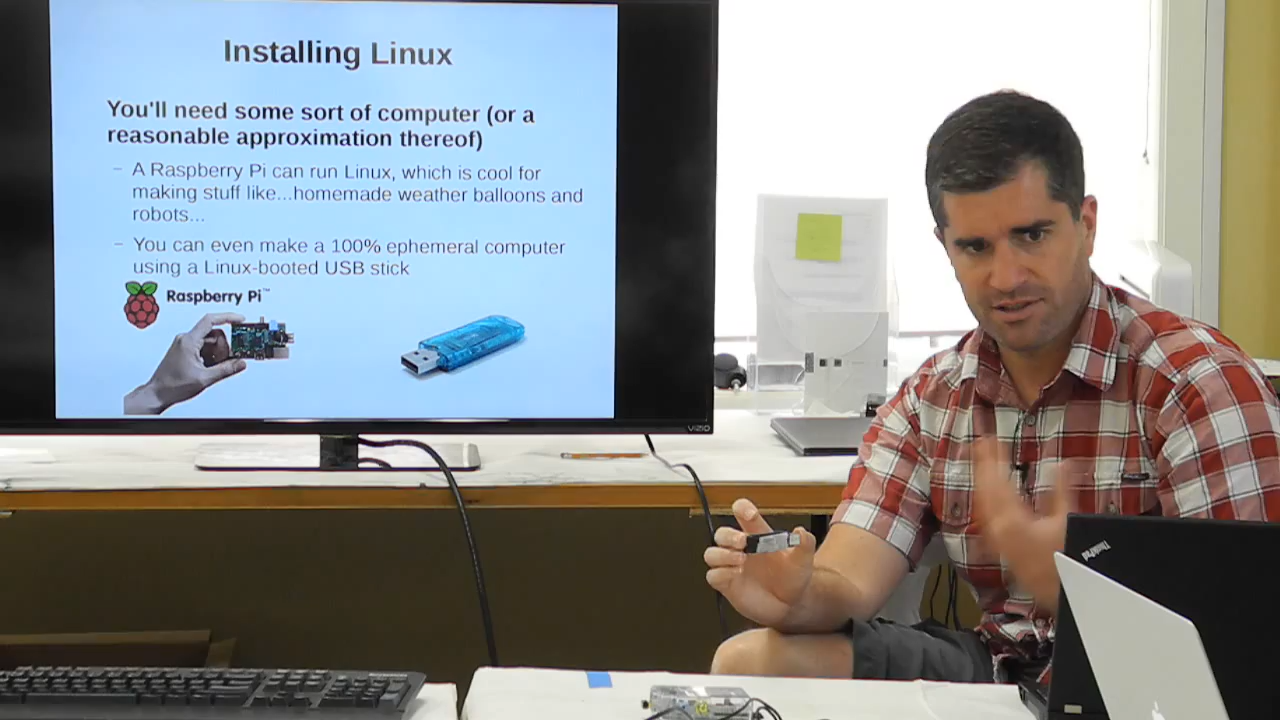 Installing Linux
You'll need some sort of computer (or a
reasonable approximation thereof)
– A Raspberry Pi can run Linux, which is cool for
making stuff like...homemade weather balloons and
robots...
– You can even make a 100% ephemeral computer
using a Linux-booted USB stick
Raspberry Pi™
VIZIO
ThinkPad